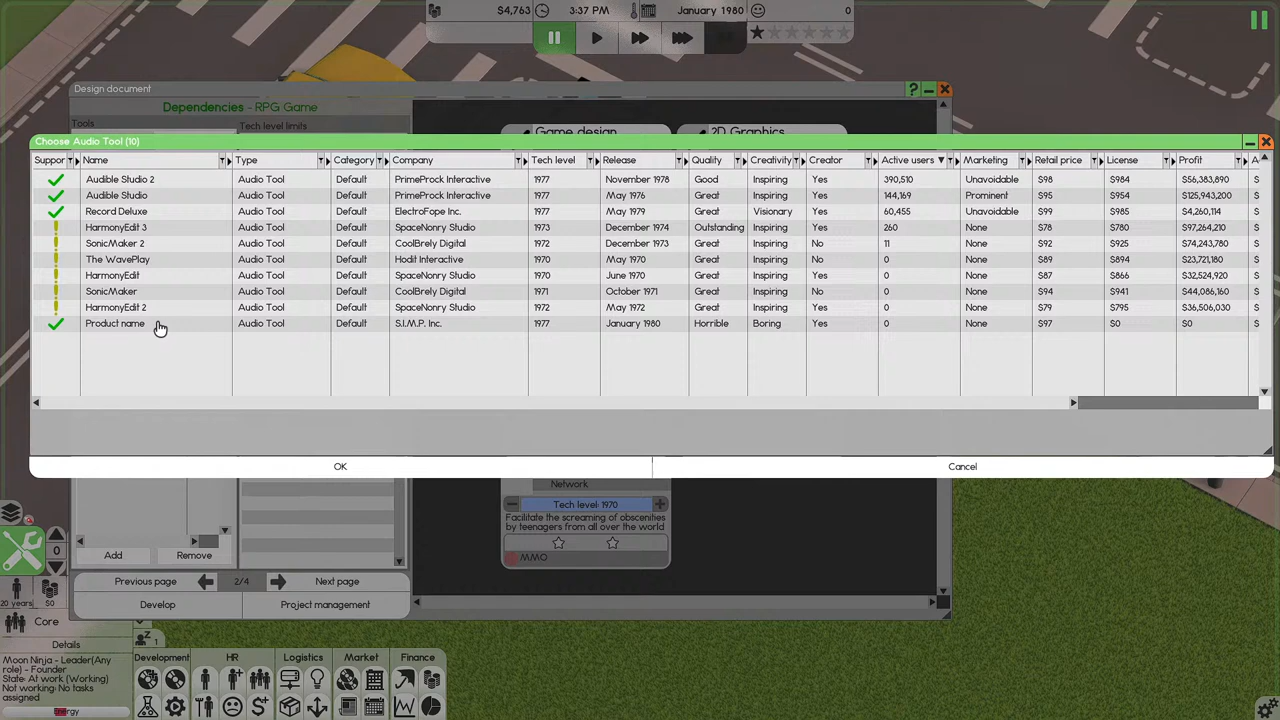 $4,763 3:37 PM January 1980 0
Design document
Dependencies - RPG Game
Tools Tech level limits
Game design 2D Graphics
Choose Audio Tool (10)
Suppor Name Type Category Company Tech level Release Quality Creativity Creator Active users ▼ Marketing Retail price License Profit A
Audible Studio 2 Audio Tool Default PrimeProck Interactive 1977 November 1978 Good Inspiring Yes 390,510 Unavoidable $98 $984 $56,383,890 $
Audible Studio Audio Tool Default PrimeProck Interactive 1977 May 1976 Great Inspiring Yes 144,169 Prominent $95 $954 $125,943,200 $
Record Deluxe Audio Tool Default ElectroFope Inc. 1977 May 1979 Great Visionary Yes 60,455 Unavoidable $99 $985 $4,260,114 $
HarmonyEdit 3 Audio Tool Default SpaceNonry Studio 1973 December 1974 Outstanding Inspiring Yes 260 None $78 $780 $97,264,210 $
SonicMaker 2 Audio Tool Default CoolBrely Digital 1972 December 1973 Great Inspiring No 11 None $92 $925 $74,243,780 $
The WavePlay Audio Tool Default Hodit Interactive 1970 May 1970 Great Inspiring Yes 0 None $89 $894 $23,721,180 $
HarmonyEdit Audio Tool Default SpaceNonry Studio 1970 June 1970 Great Inspiring Yes 0 None $87 $866 $32,524,920 $
SonicMaker Audio Tool Default CoolBrely Digital 1971 October 1971 Great Inspiring No 0 None $94 $941 $44,086,160 $
HarmonyEdit 2 Audio Tool Default SpaceNonry Studio 1972 May 1972 Great Inspiring Yes 0 None $79 $795 $36,506,030 $
Product name Audio Tool Default S.I.M.P. Inc. 1977 January 1980 Horrible Boring Yes 0 None $97 $0 $0 $
OK Cancel
Network
Tech level: 1970
Facilitate the screaming of obscenities
by teenagers from all over the world
MMO
Add Remove
Previous page 2/4 Next page
Develop Project management
0
20 years $0
Core
Details
Z 1
Moon Ninja - Leader(Any
role) - Founder
State: At work (Working)
Not working: No tasks
assigned
Energy
Development HR Logistics Market Finance